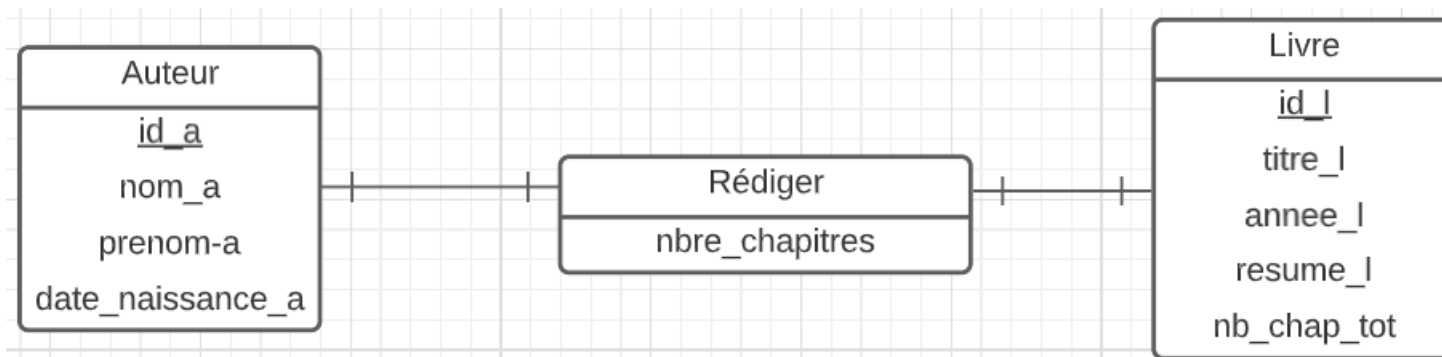 Auteur
id_a
nom_a
prenom-a
date_naissance_a
Rédiger
nbre_chapitres
Livre
id_l
titre_l
annee_l
resume_l
nb_chap_tot